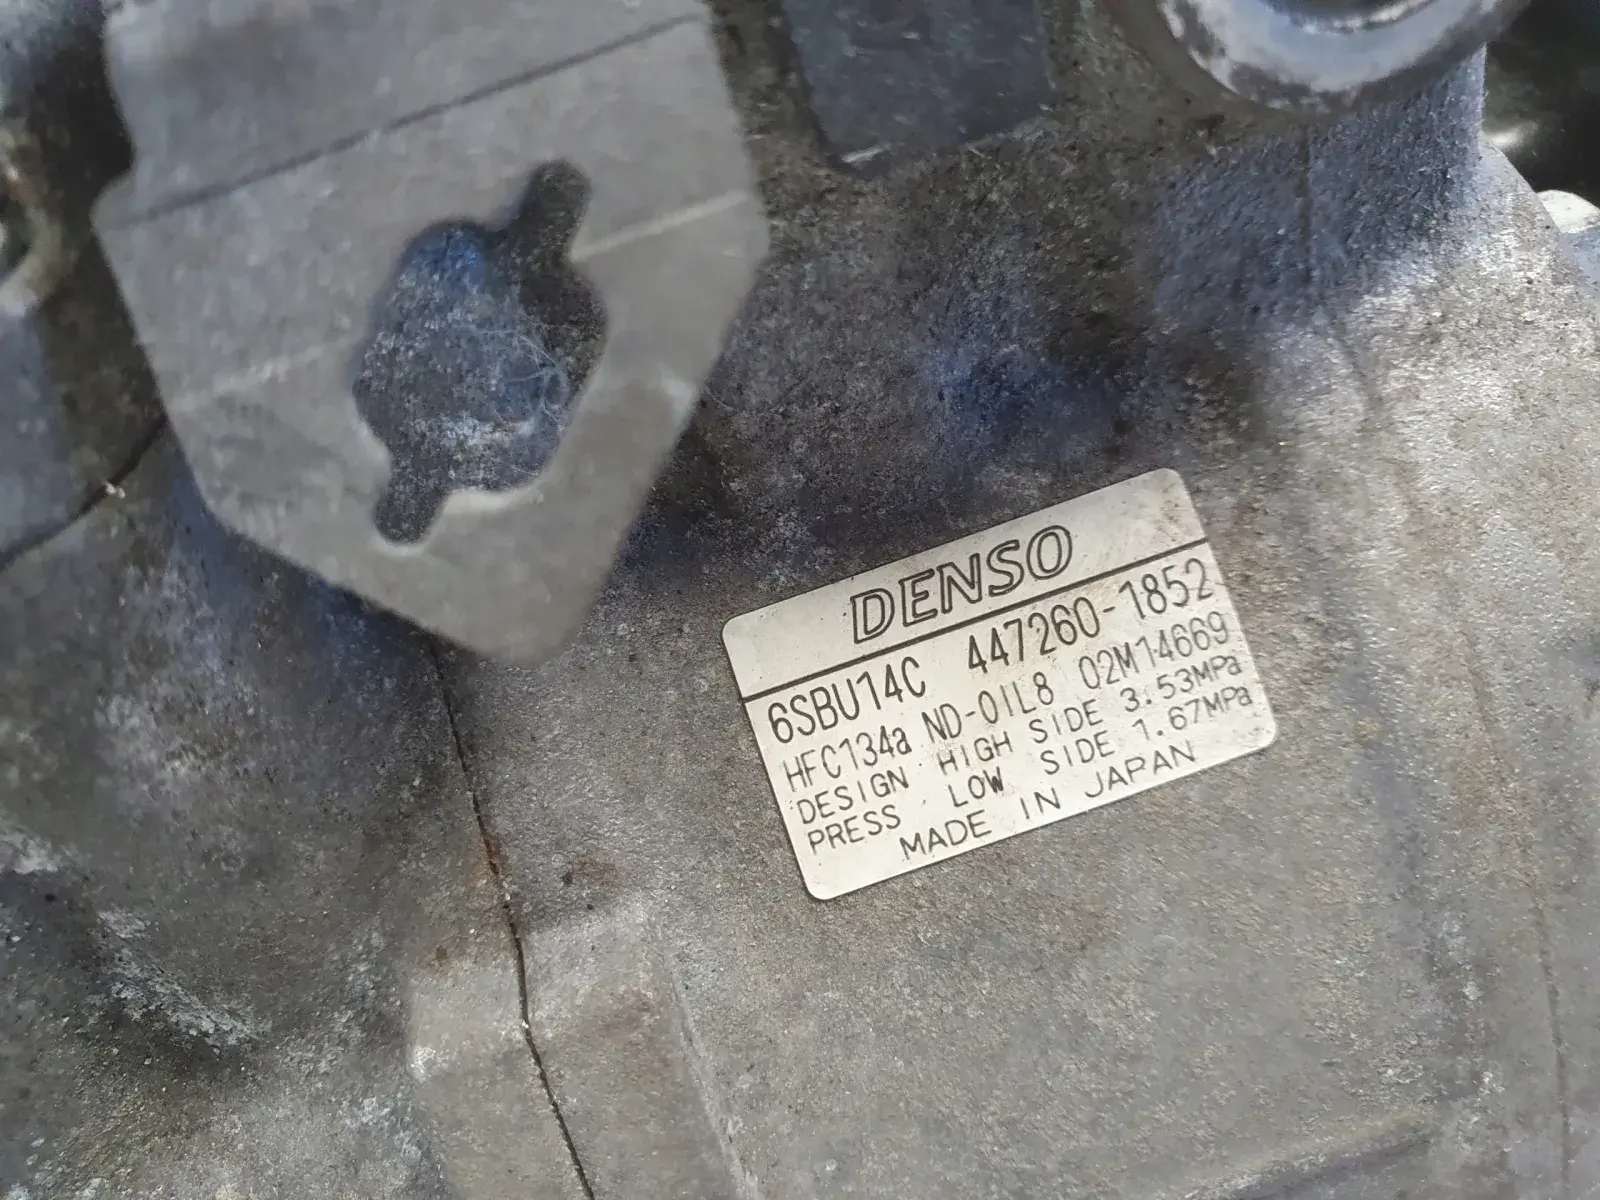 DENSO
6SBU14C 447260-1852
HFC134a ND-OIL8 02M14669
DESIGN HIGH SIDE 3.53MPa
PRESS LOW SIDE 1.67MPa
MADE IN JAPAN